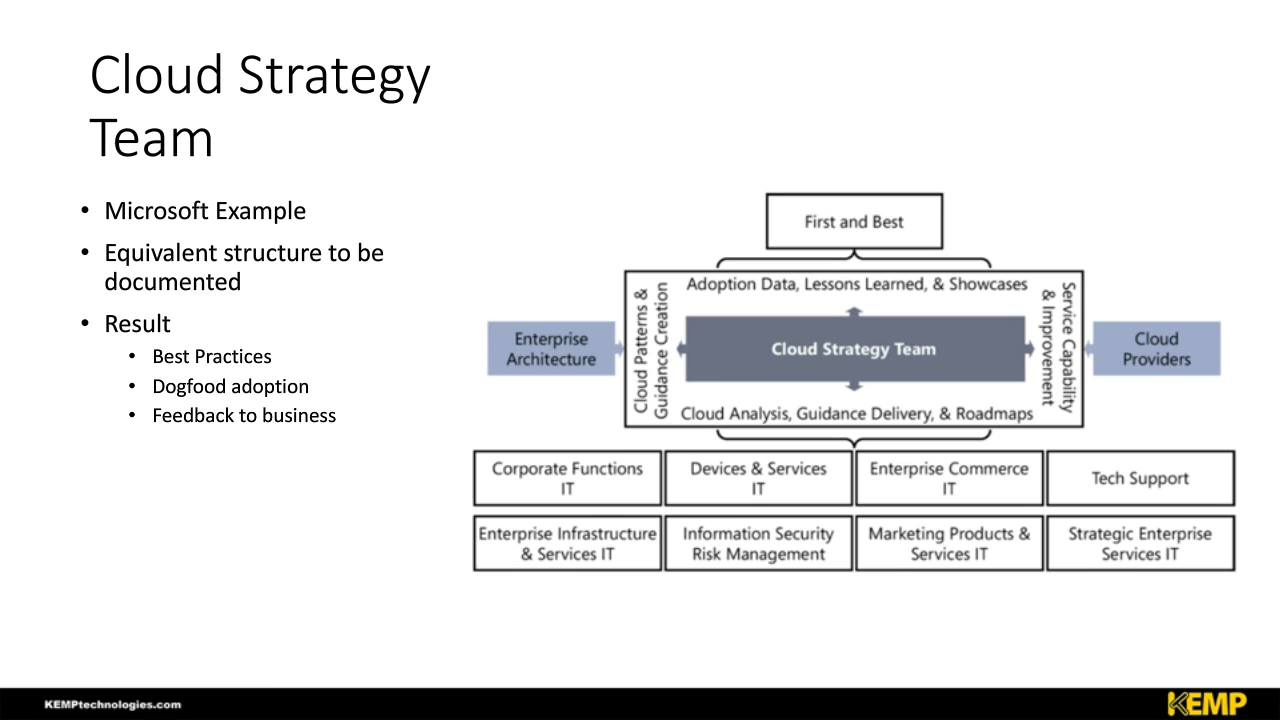 Cloud Strategy
Team
• Microsoft Example
• Equivalent structure to be
documented
• Result
• Best Practices
• Dogfood adoption
• Feedback to business
First and Best
Adoption Data, Lessons Learned, & Showcases
Cloud Patterns &
Guidance Creation
Service Capability
& Improvement
Enterprise
Architecture
Cloud Strategy Team
Cloud
Providers
Cloud Analysis, Guidance Delivery, & Roadmaps
Corporate Functions
IT
Devices & Services
IT
Enterprise Commerce
IT
Tech Support
Enterprise Infrastructure
& Services IT
Information Security
Risk Management
Marketing Products &
Services IT
Strategic Enterprise
Services IT
KEMPtechnologies.com
KEMP